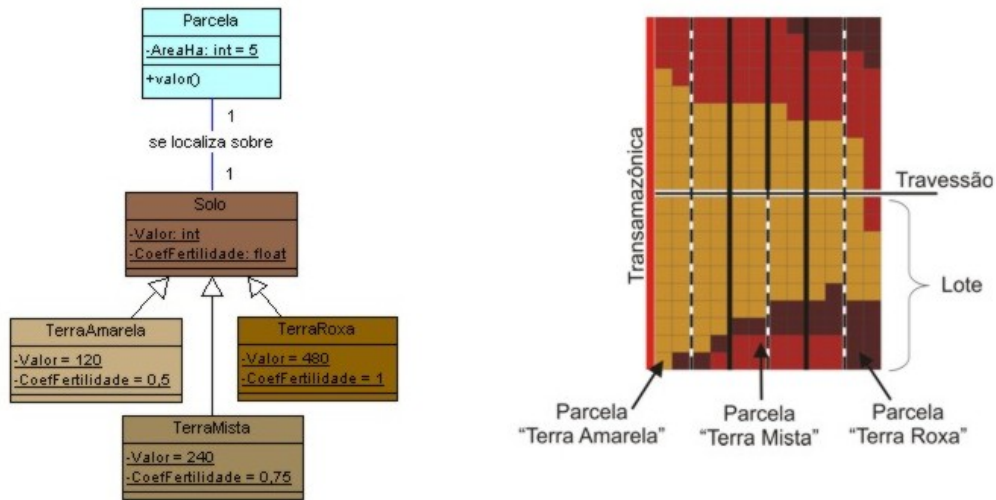 Parcela
-AreaHa: int = 5
+valor()
1
se localiza sobre
1
Solo
-Valor: int
-CoefFertilidade: float
TerraAmarela
-Valor = 120
-CoefFertilidade = 0,5
TerraRoxa
-Valor = 480
-CoefFertilidade = 1
TerraMista
-Valor = 240
-CoefFertilidade = 0,75
Transamazônica
Travessão
Lote
Parcela
“Terra Amarela”
Parcela
“Terra Mista”
Parcela
“Terra Roxa”